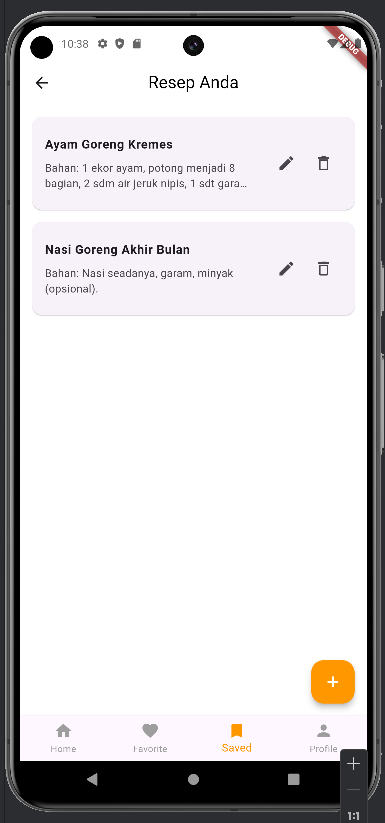 10:38
DEBUG
Resep Anda
Ayam Goreng Kremes
Bahan: 1 ekor ayam, potong menjadi 8
bagian, 2 sdm air jeruk nipis, 1 sdt gara...
Nasi Goreng Akhir Bulan
Bahan: Nasi seadanya, garam, minyak
(opsional).
+
Home
Favorite
Saved
Profile
1:1